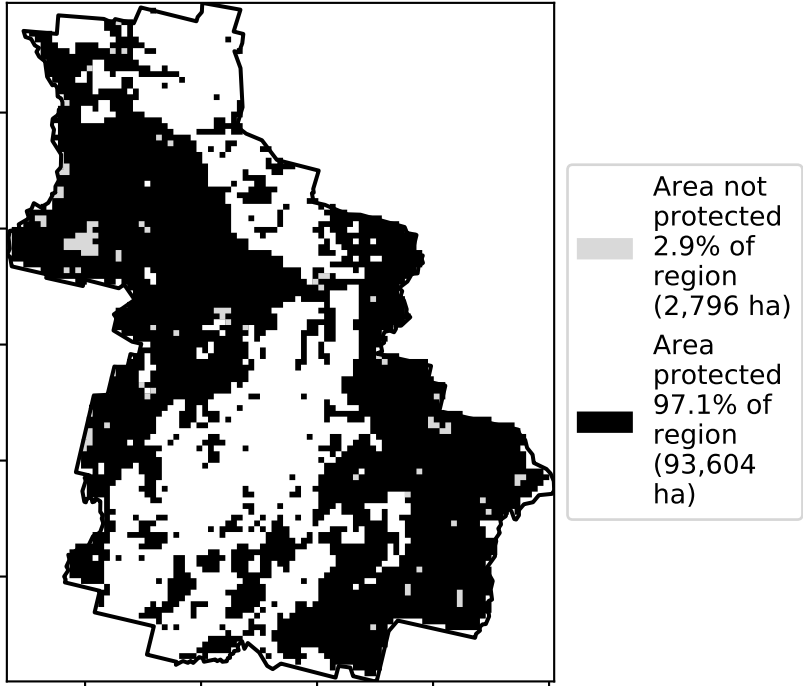 Area not
protected
2.9% of
region
(2,796 ha)
Area
protected
97.1% of
region
(93,604
ha)